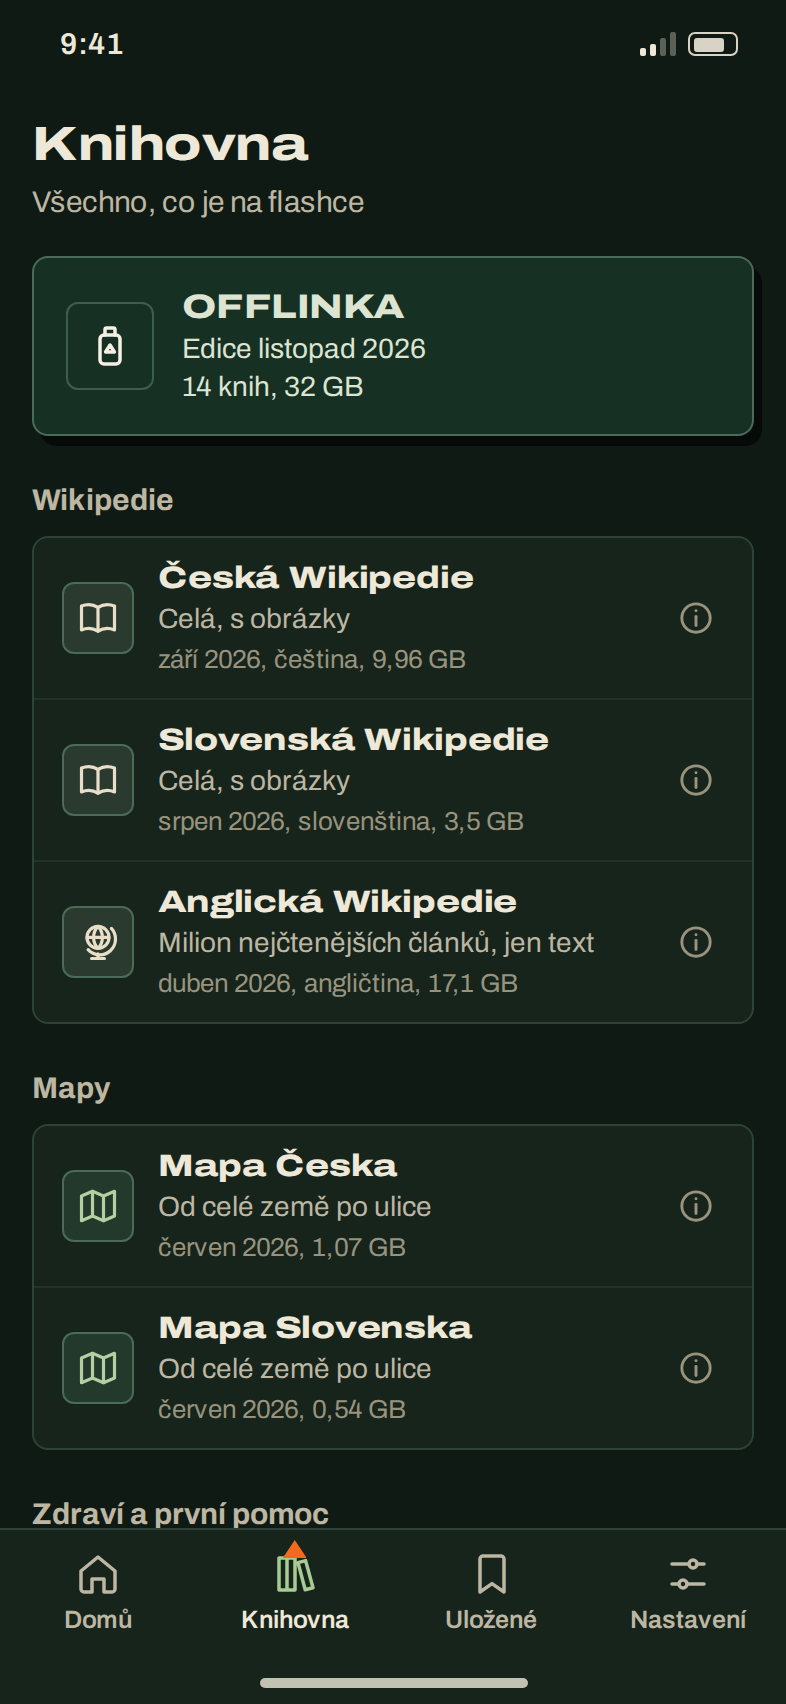 9:41
Knihovna
Všechno, co je na flashce
OFFLINKA
Edice listopad 2026
14 knih, 32 GB
Wikipedie
Česká Wikipedie
Celá, s obrázky
září 2026, čeština, 9,96 GB
Slovenská Wikipedie
Celá, s obrázky
srpen 2026, slovenština, 3,5 GB
Anglická Wikipedie
Milion nejčtenějších článků, jen text
duben 2026, angličtina, 17,1 GB
Mapy
Mapa Česka
Od celé země po ulice
červen 2026, 1,07 GB
Mapa Slovenska
Od celé země po ulice
červen 2026, 0,54 GB
Zdraví a první pomoc
Domů
Knihovna
Uložené
Nastavení